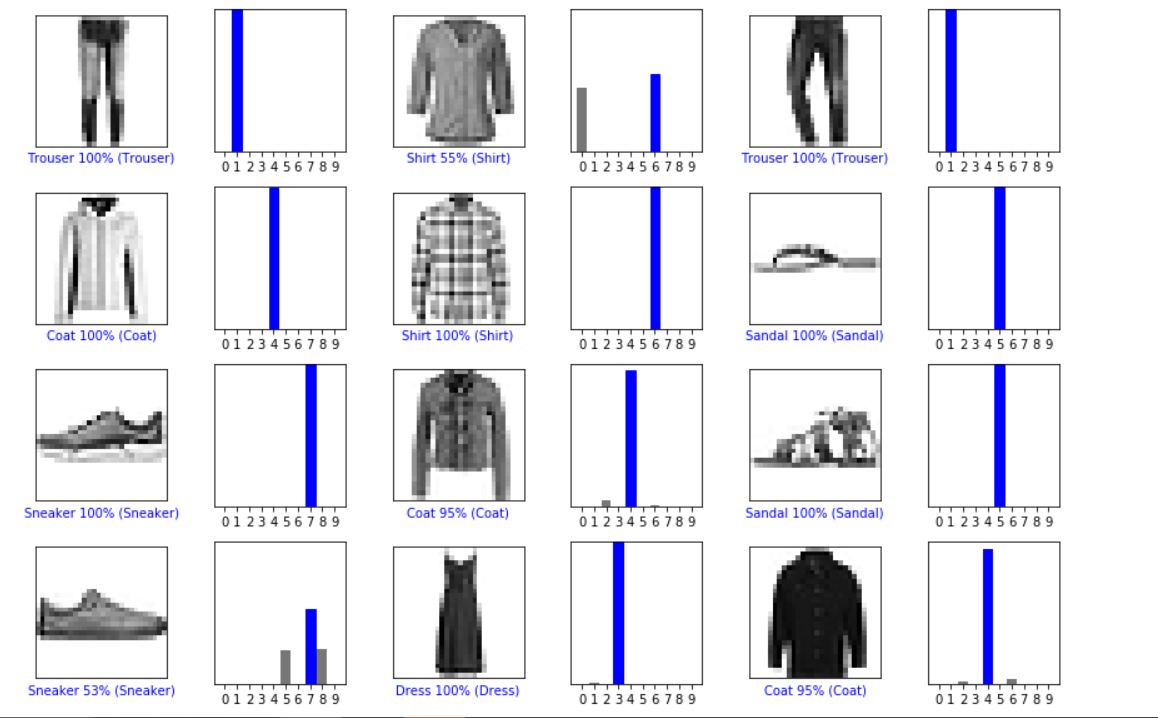 0 1 2 3 4 5 6 7 8 9
0 1 2 3 4 5 6 7 8 9
0 1 2 3 4 5 6 7 8 9
Trouser 100% (Trouser)
Shirt 55% (Shirt)
Trouser 100% (Trouser)
0 1 2 3 4 5 6 7 8 9
0 1 2 3 4 5 6 7 8 9
0 1 2 3 4 5 6 7 8 9
Coat 100% (Coat)
Shirt 100% (Shirt)
Sandal 100% (Sandal)
0 1 2 3 4 5 6 7 8 9
0 1 2 3 4 5 6 7 8 9
0 1 2 3 4 5 6 7 8 9
Sneaker 100% (Sneaker)
Coat 95% (Coat)
Sandal 100% (Sandal)
0 1 2 3 4 5 6 7 8 9
0 1 2 3 4 5 6 7 8 9
0 1 2 3 4 5 6 7 8 9
Sneaker 53% (Sneaker)
Dress 100% (Dress)
Coat 95% (Coat)